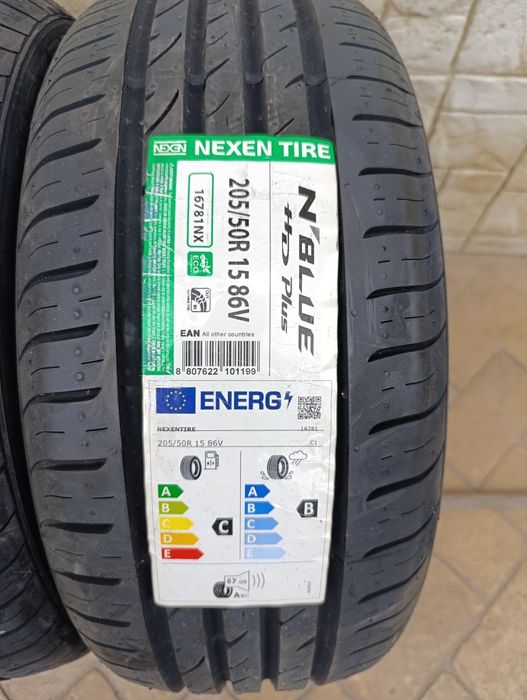 NEXEN NEXEN TIRE
16781NX
205/50R 15 86V
N'BLUE
HD Plus
ECO
EAN All other countries
8 807622 101199
ENERG
NEXENTIRE 16781
205/50R 15 86V C1
A A
B B
C C
D D
E E
C B
67 dB
ABC